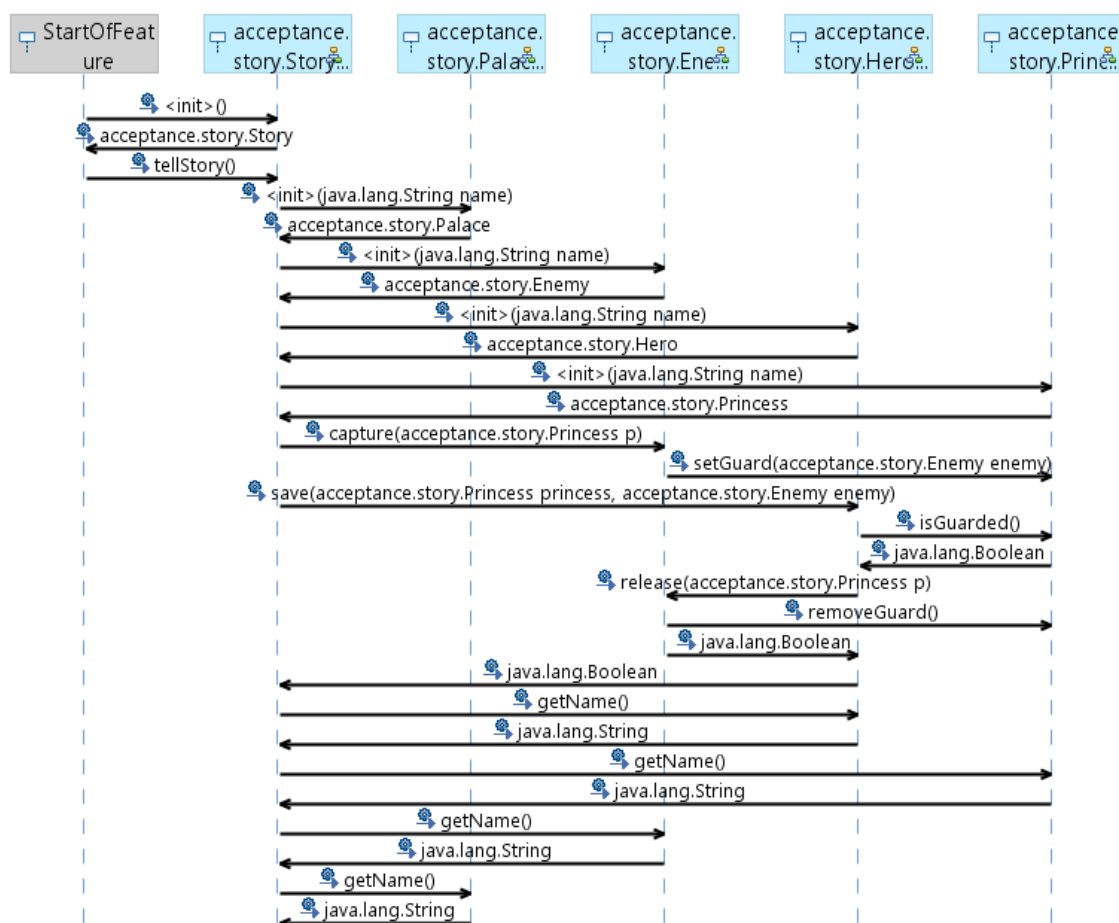 StartOfFeat
ure
acceptance.
story.Story...
acceptance.
story.Palac...
acceptance.
story.Ene...
acceptance.
story.Hero...
acceptance.
story.Princ...
<init>()
acceptance.story.Story
tellStory()
<init>(java.lang.String name)
acceptance.story.Palace
<init>(java.lang.String name)
acceptance.story.Enemy
<init>(java.lang.String name)
acceptance.story.Hero
<init>(java.lang.String name)
acceptance.story.Princess
capture(acceptance.story.Princess p)
setGuard(acceptance.story.Enemy enemy)
save(acceptance.story.Princess princess, acceptance.story.Enemy enemy)
isGuarded()
java.lang.Boolean
release(acceptance.story.Princess p)
removeGuard()
java.lang.Boolean
java.lang.Boolean
getName()
java.lang.String
getName()
java.lang.String
getName()
java.lang.String
getName()
java.lang.String